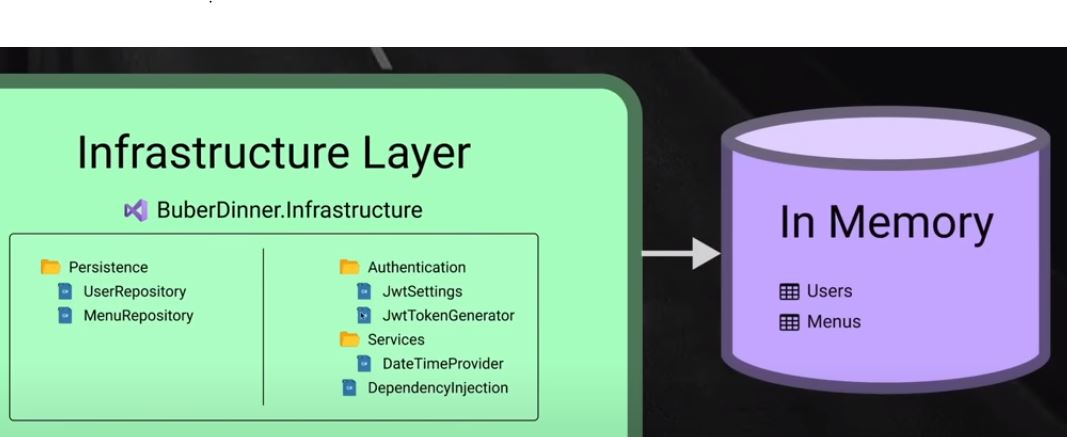 Infrastructure Layer
BuberDinner.Infrastructure
Persistence
UserRepository
MenuRepository
Authentication
JwtSettings
JwtTokenGenerator
Services
DateTimeProvider
DependencyInjection
In Memory
Users
Menus